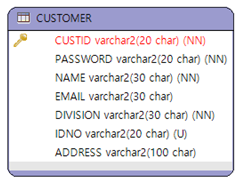 CUSTOMER
CUSTID varchar2(20 char) (NN)
PASSWORD varchar2(20 char) (NN)
NAME varchar2(30 char) (NN)
EMAIL varchar2(30 char)
DIVISION varchar2(30 char) (NN)
IDNO varchar2(20 char) (U)
ADDRESS varchar2(100 char)